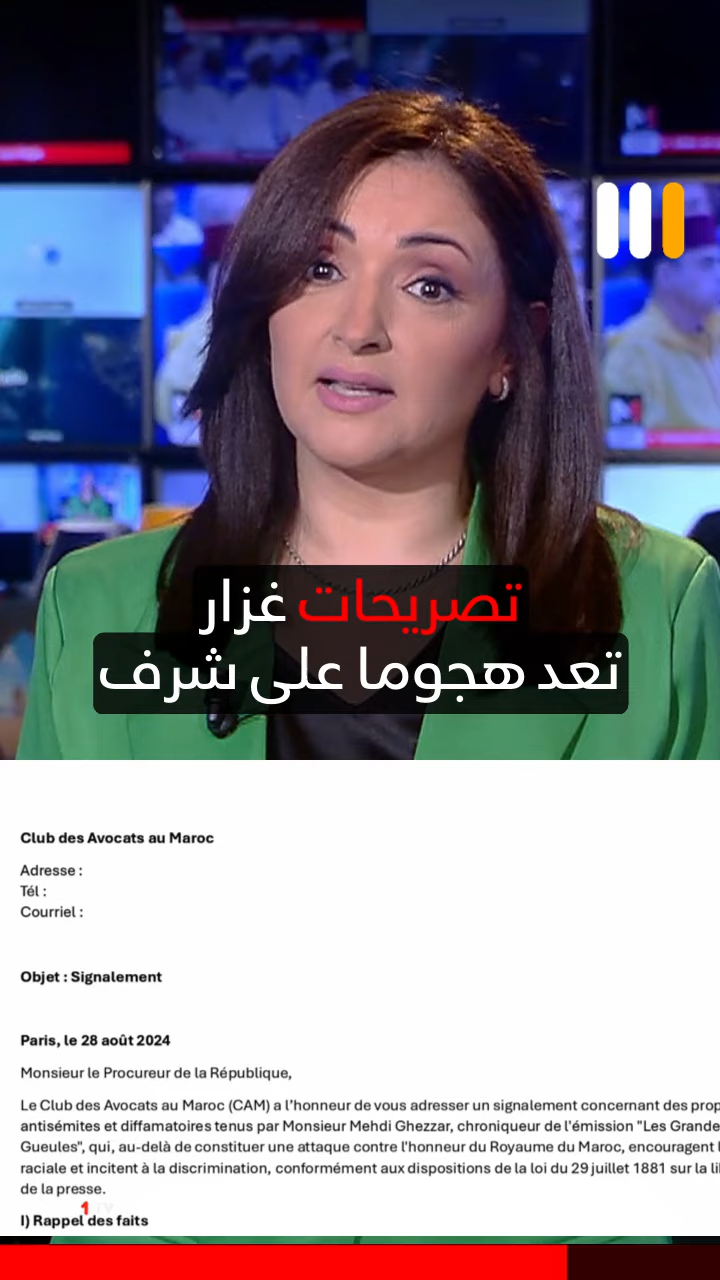 تصريحات غزار
تعد هجوما على شرف
Club des Avocats au Maroc
Adresse :
Tél :
Courriel :
Objet : Signalement
Paris, le 28 août 2024
Monsieur le Procureur de la République,
Le Club des Avocats au Maroc (CAM) a l’honneur de vous adresser un signalement concernant des
antisémites et diffamatoires tenus par Monsieur Mehdi Ghezzar, chroniqueur de l'émission "Les
Gueules", qui, au-delà de constituer une attaque contre l'honneur du Royaume du Maroc, encouragent
raciale et incitent à la discrimination, conformément aux dispositions de la loi du 29 juillet 1881 sur la
de la presse.
I) Rappel des faits